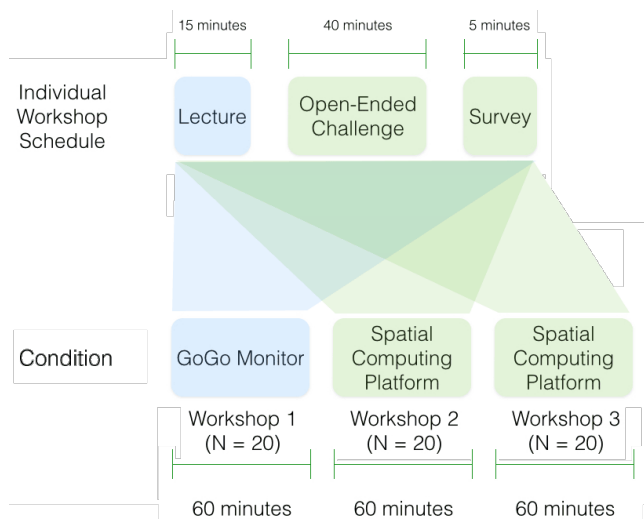 15 minutes 40 minutes 5 minutes
Individual
Workshop
Schedule
Lecture
Open-Ended
Challenge
Survey
Condition
GoGo Monitor
Spatial
Computing
Platform
Spatial
Computing
Platform
Workshop 1
(N = 20)
Workshop 2
(N = 20)
Workshop 3
(N = 20)
60 minutes 60 minutes 60 minutes